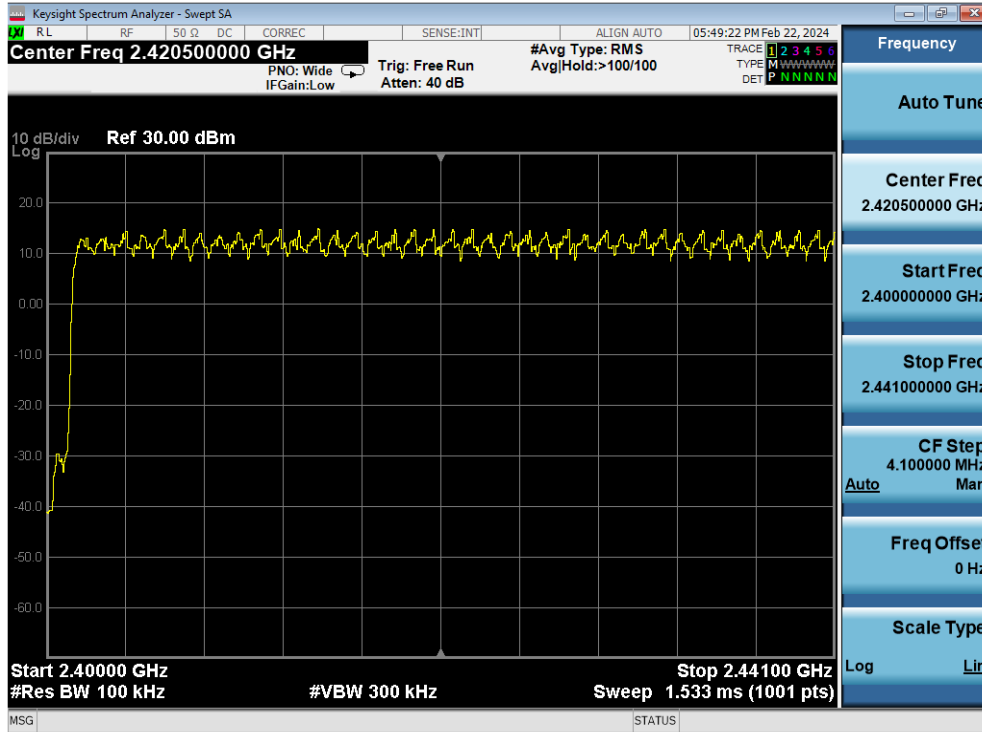 Keysight Spectrum Analyzer - Swept SA
LXI RL RF 50 Ω DC CORREC SENSE:INT ALIGN AUTO 05:49:22 PM Feb 22, 2024
Center Freq 2.420500000 GHz
PNO: Wide
IFGain:Low
Trig: Free Run
Atten: 40 dB
#Avg Type: RMS
Avg|Hold:>100/100
TRACE 1 2 3 4 5 6
TYPE M WWWWW
DET P N N N N N
10 dB/div Ref 30.00 dBm
Log
20.0
10.0
0.00
-10.0
-20.0
-30.0
-40.0
-50.0
-60.0
Start 2.40000 GHz Stop 2.44100 GHz
#Res BW 100 kHz #VBW 300 kHz Sweep 1.533 ms (1001 pts)
MSG STATUS
Frequency
Auto Tune
Center Freq
2.420500000 GHz
Start Freq
2.400000000 GHz
Stop Freq
2.441000000 GHz
CF Step
4.100000 MHz
Auto Man
Freq Offset
0 Hz
Scale Type
Log Lin